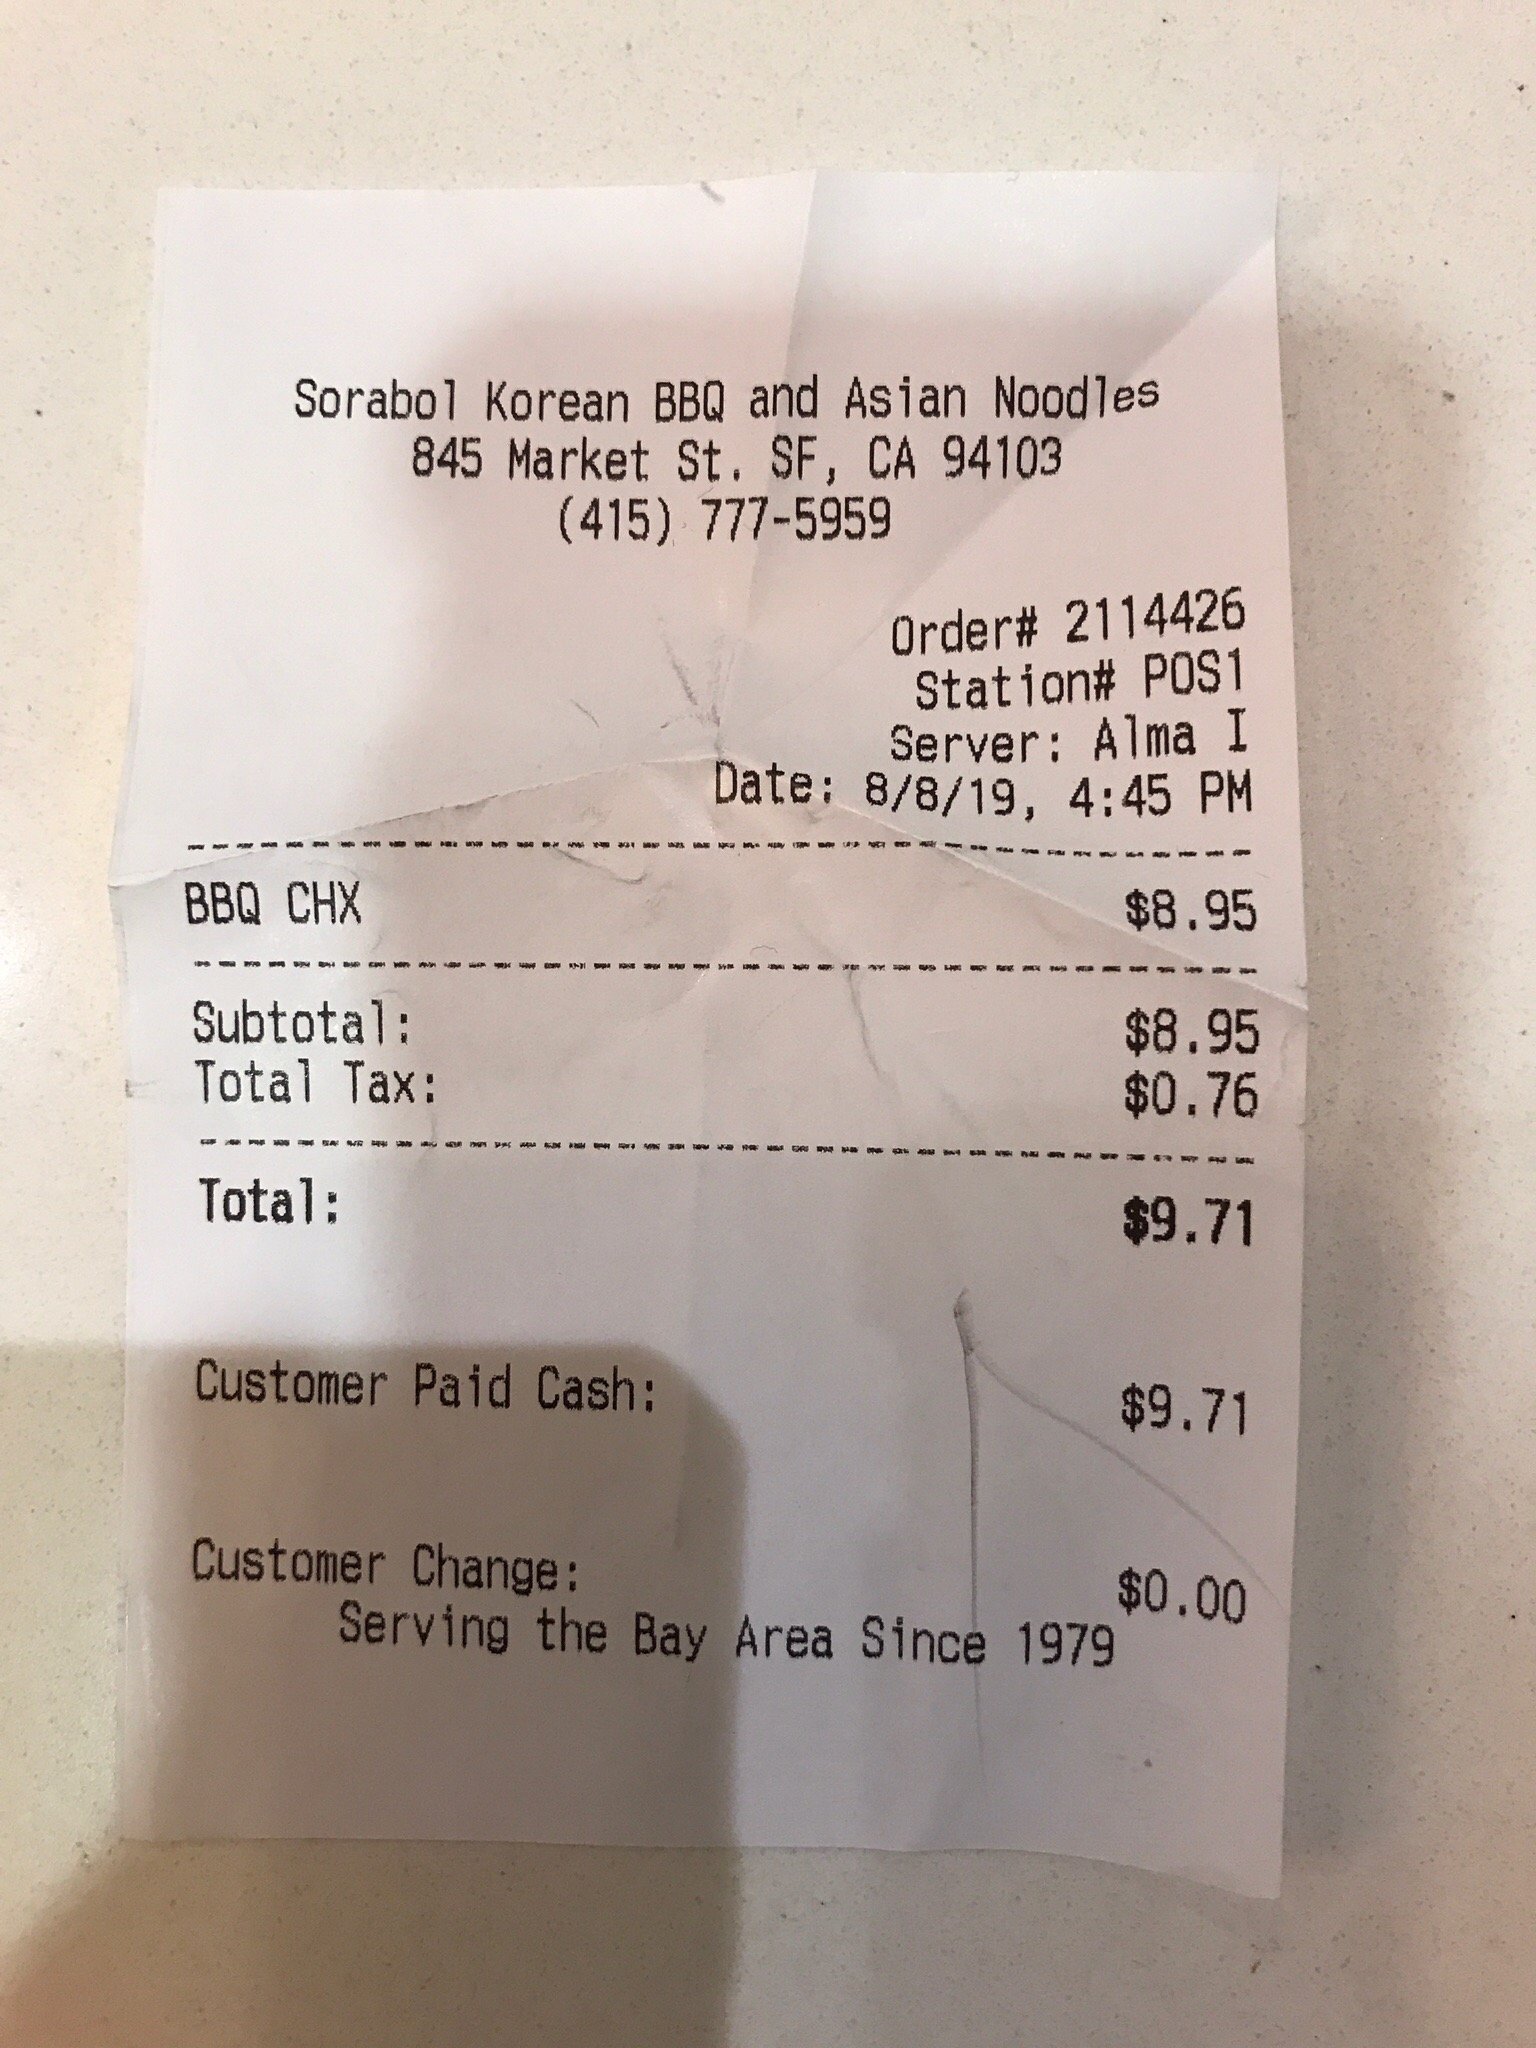 Sorabol Korean BBQ and Asian Noodles
845 Market St. SF, CA 94103
(415) 777-5959
Order# 2114426
Station# POS1
Server: Alma I
Date: 8/8/19, 4:45 PM
BBQ CHX $8.95
Subtotal: $8.95
Total Tax: $0.76
Total: $9.71
Customer Paid Cash: $9.71
Customer Change: $0.00
Serving the Bay Area Since 1979